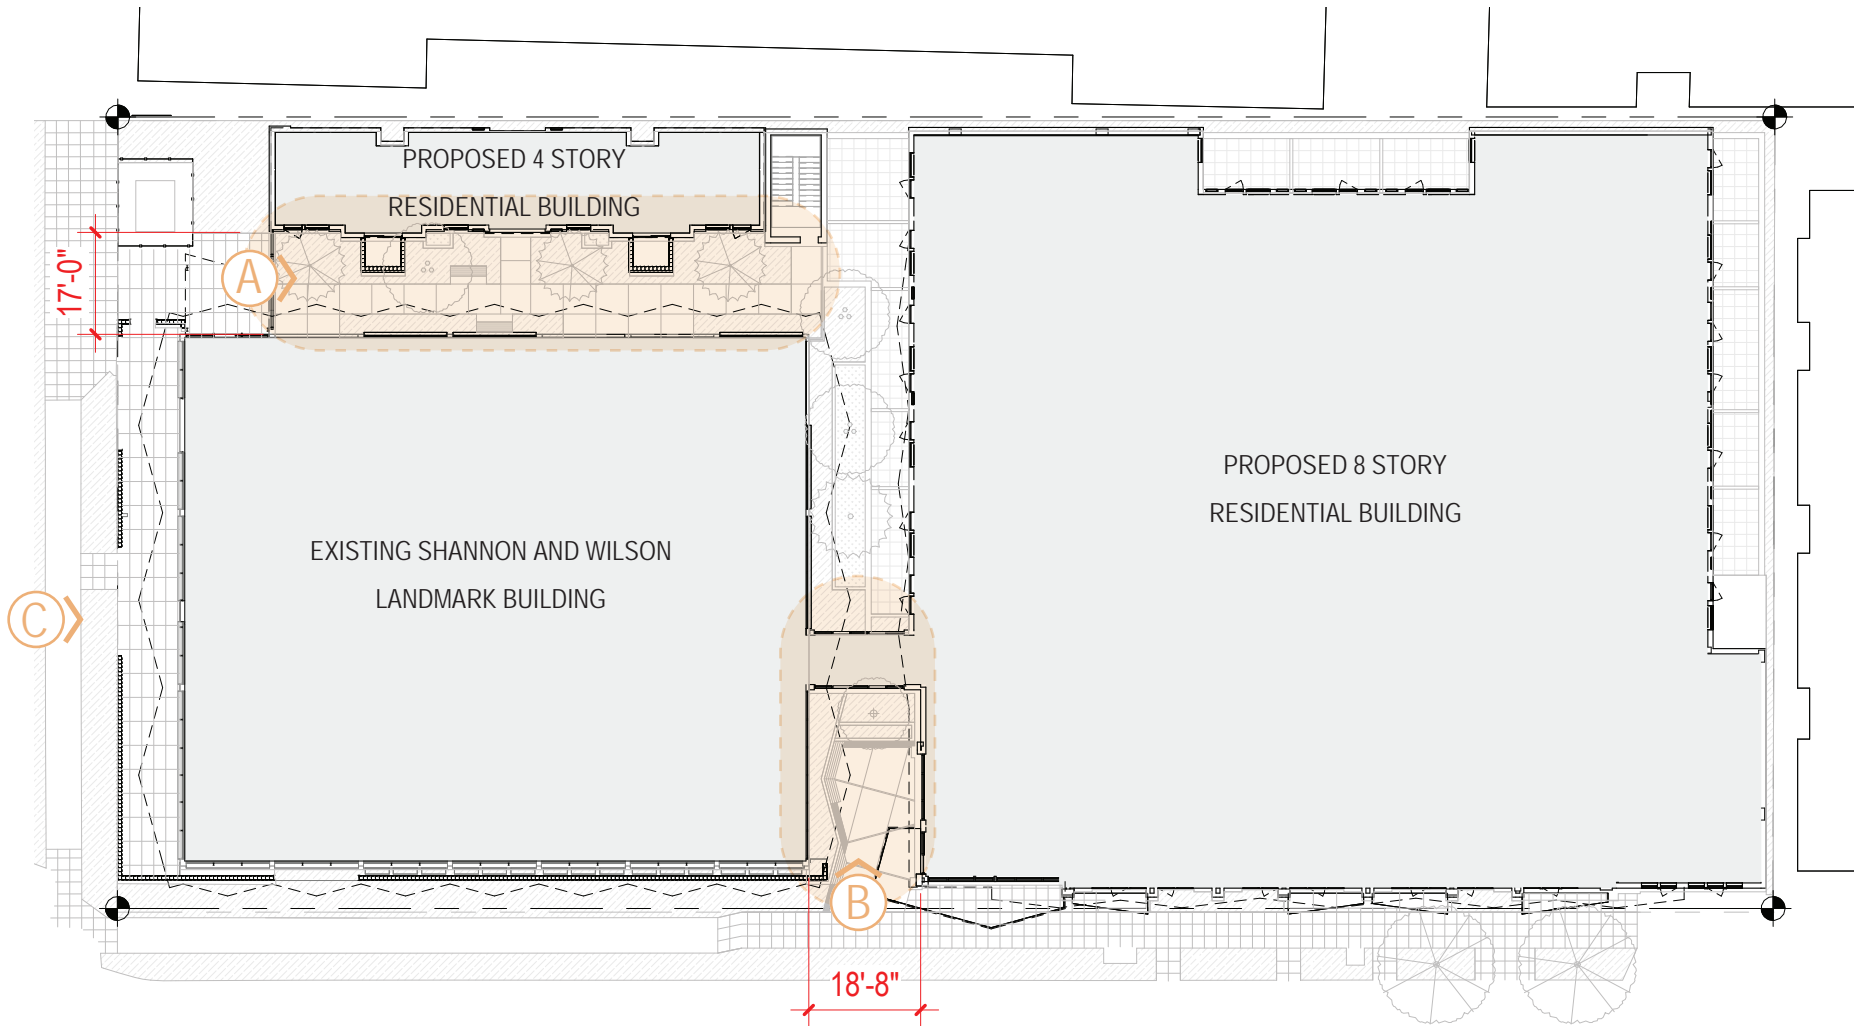 PROPOSED 4 STORY
RESIDENTIAL BUILDING
17'-0"
A
PROPOSED 8 STORY
RESIDENTIAL BUILDING
EXISTING SHANNON AND WILSON
LANDMARK BUILDING
C
B
18'-8"